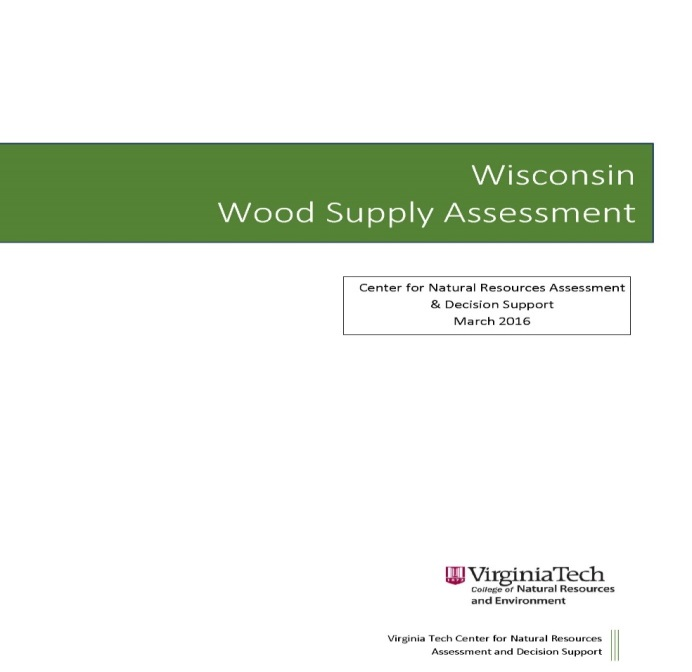 Wisconsin
Wood Supply Assessment
Center for Natural Resources Assessment
& Decision Support
March 2016
VirginiaTech
College of Natural Resources
and Environment
Virginia Tech Center for Natural Resources
Assessment and Decision Support